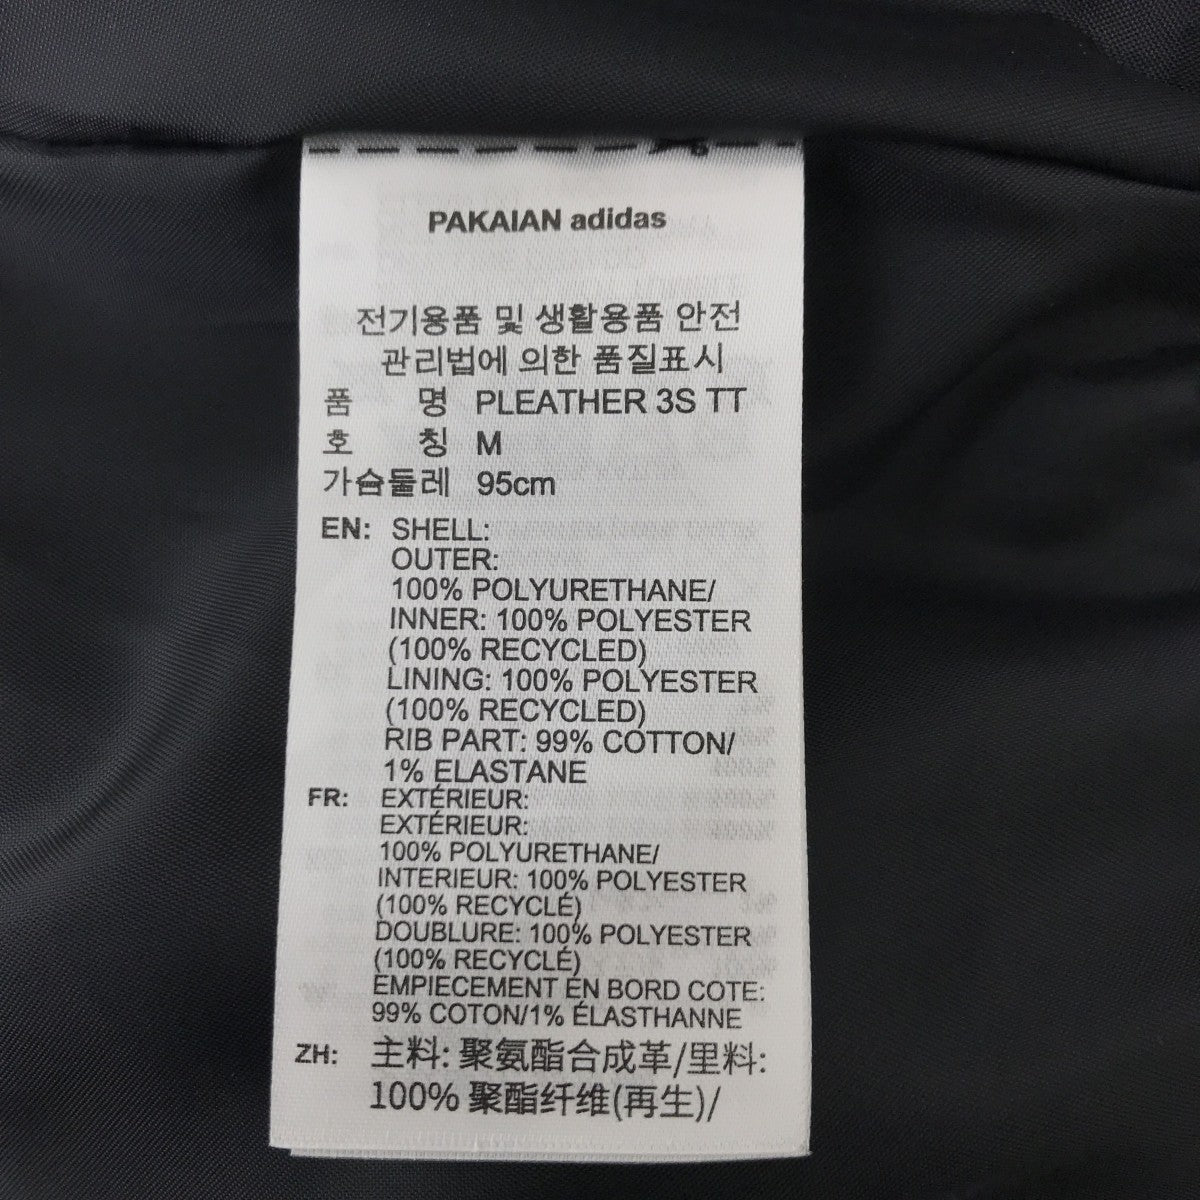 PAKAIAN adidas
전기용품 및 생활용품 안전
관리법에 의한 품질표시
품 명 PLEATHER 3S TT
호 칭 M
가슴둘레 95cm
EN: SHELL:
OUTER:
100% POLYURETHANE/
INNER: 100% POLYESTER
(100% RECYCLED)
LINING: 100% POLYESTER
(100% RECYCLED)
RIB PART: 99% COTTON/
1% ELASTANE
FR: EXTÉRIEUR:
EXTÉRIEUR:
100% POLYURETHANE/
INTERIEUR: 100% POLYESTER
(100% RECYCLÉ)
DOUBLURE: 100% POLYESTER
(100% RECYCLÉ)
EMPIECEMENT EN BORD COTE:
99% COTON/1% ÉLASTHANNE
ZH: 主料: 聚氨酯合成革/里料:
100% 聚酯纤维(再生)/